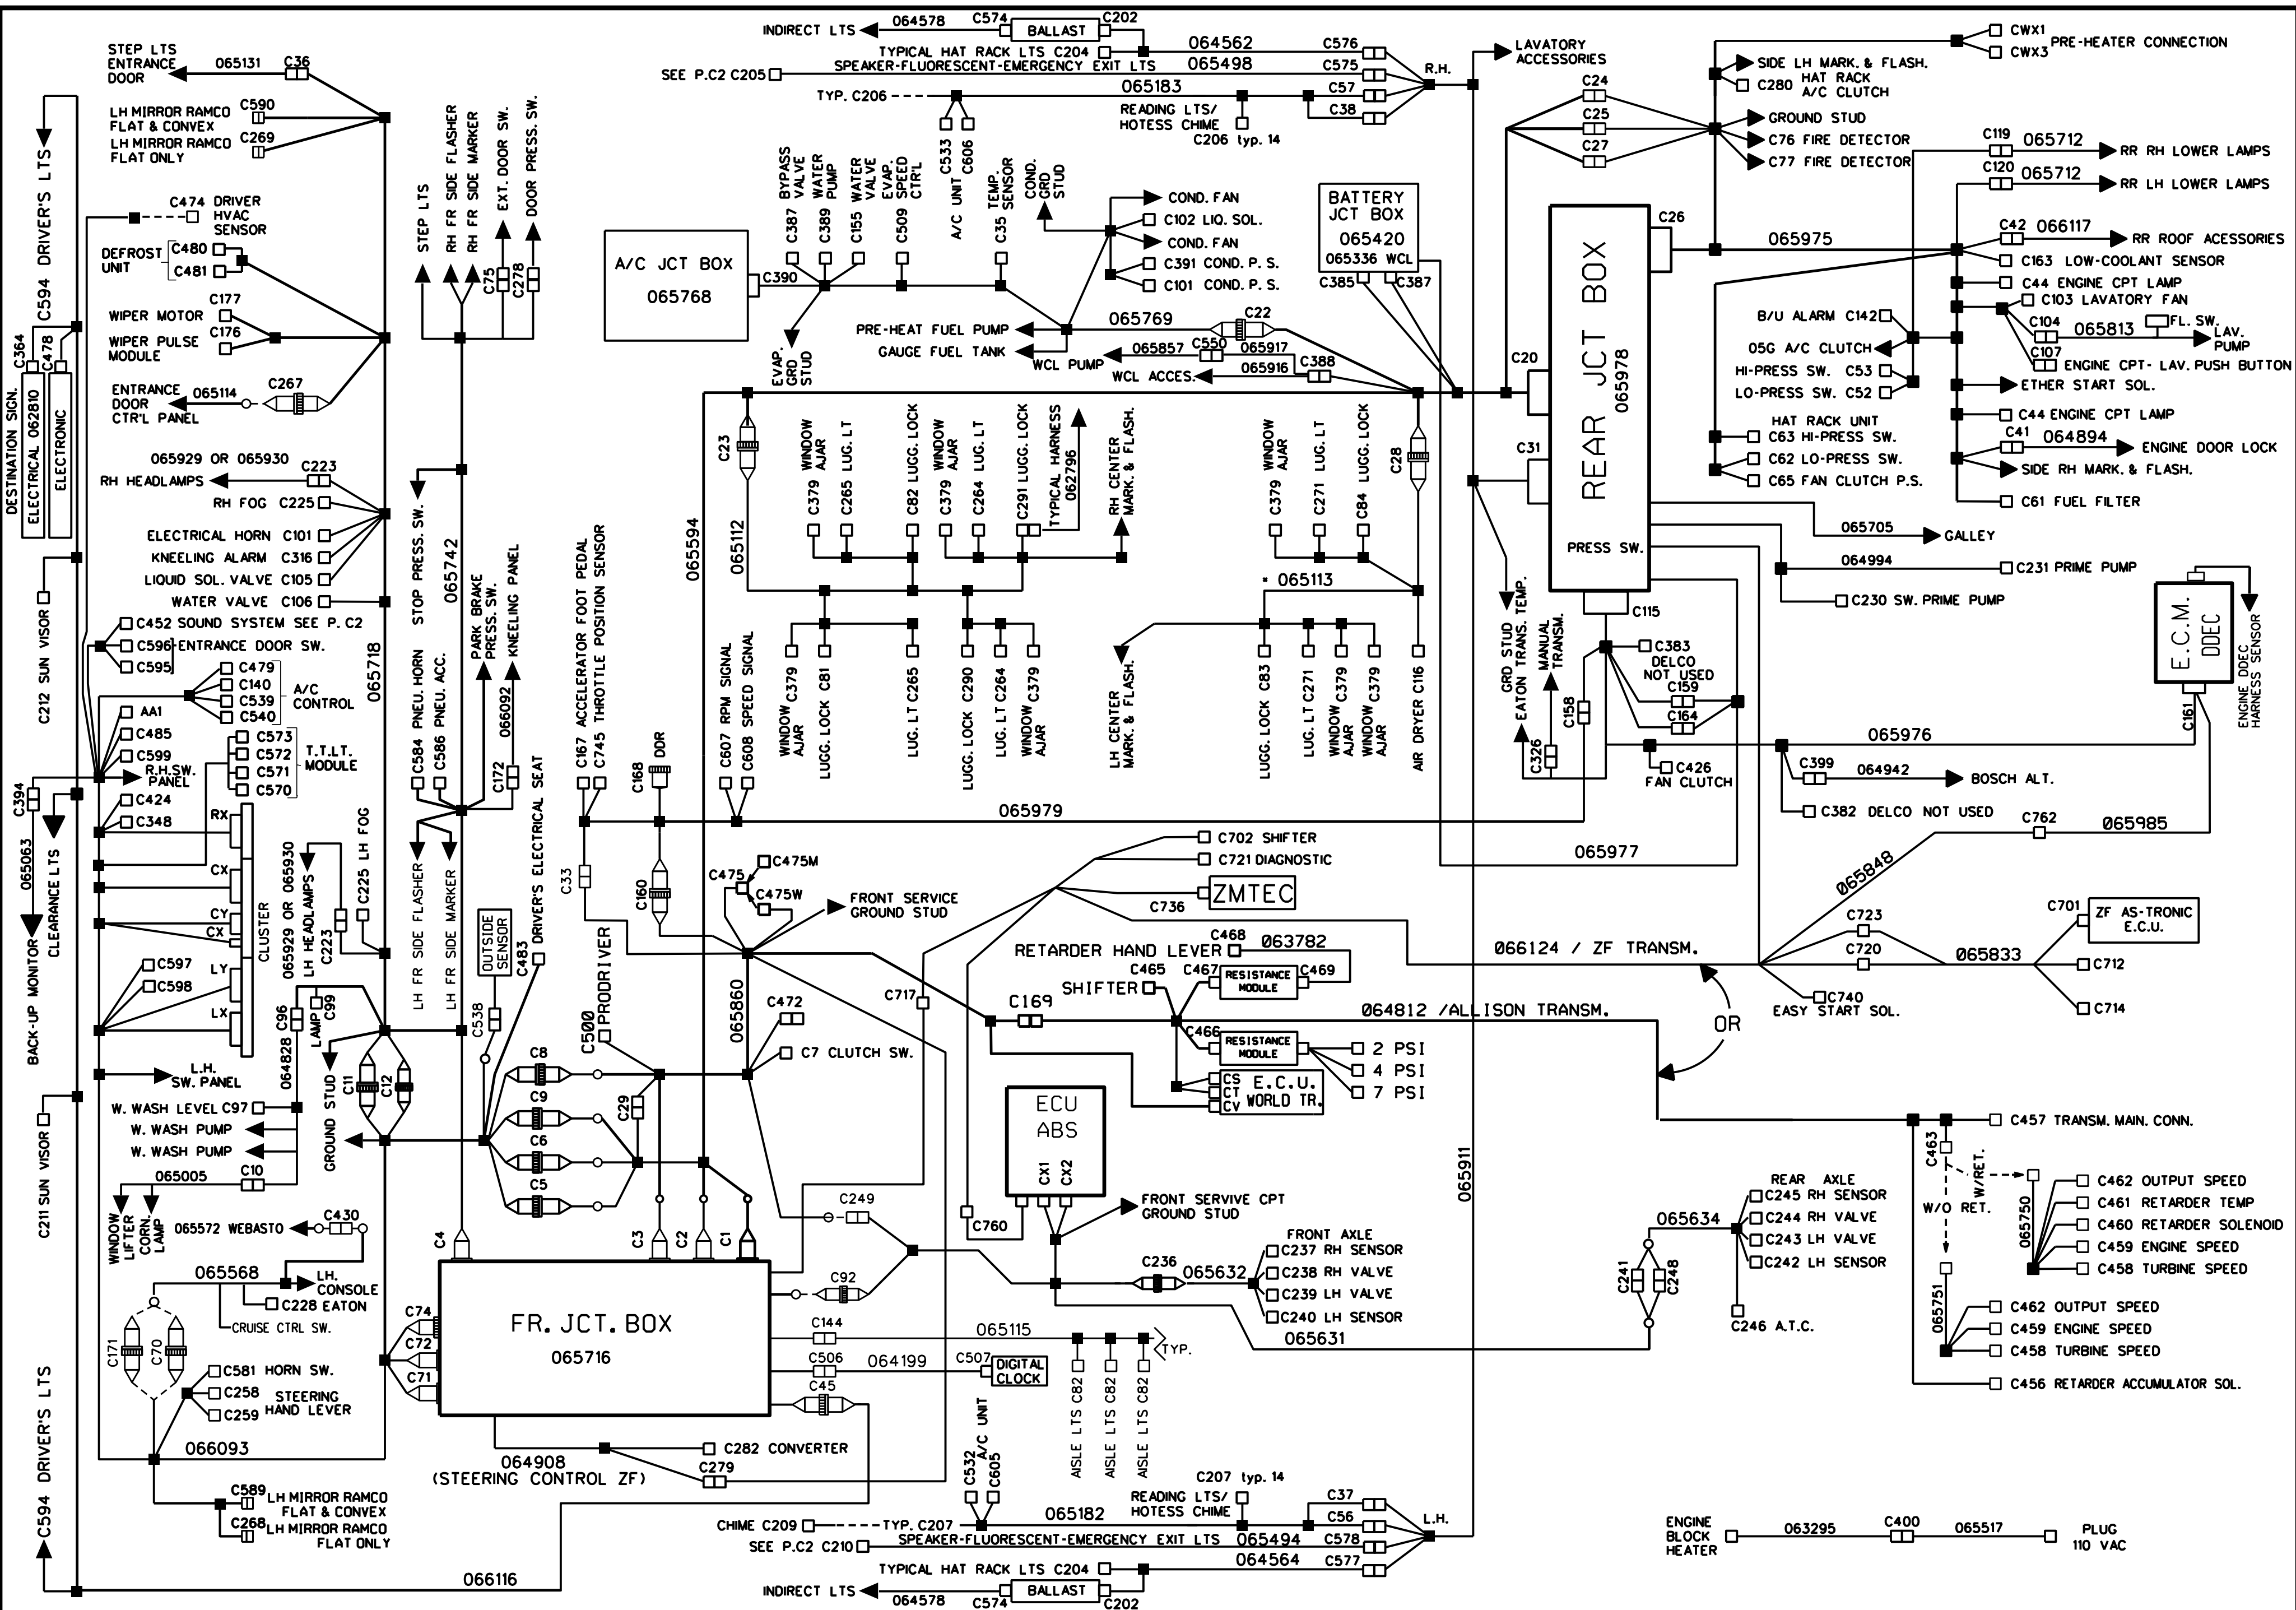 INDIRECT LTS
064578
C574
BALLAST
C202
TYPICAL HAT RACK LTS C204
064562
C576
SEE P.C2 C205
SPEAKER-FLUORESCENT-EMERGENCY EXIT LTS
065498
C575
R.H.
TYP. C206
065183
C57
READING LTS/
HOTESS CHIME
C38
C206 typ. 14
C533
C606
A/C UNIT
LAVATORY
ACCESSORIES
CWX1
CWX3
PRE-HEATER CONNECTION
SIDE LH MARK. & FLASH.
HAT RACK
C280
A/C CLUTCH
GROUND STUD
C76 FIRE DETECTOR
C77 FIRE DETECTOR
C24
C25
C27
C119
065712
RR RH LOWER LAMPS
C120
065712
RR LH LOWER LAMPS
C42
066117
RR ROOF ACESSORIES
C163 LOW-COOLANT SENSOR
C44 ENGINE CPT LAMP
C103 LAVATORY FAN
C104
065813
FL. SW.
LAV.
PUMP
C107
ENGINE CPT- LAV. PUSH BUTTON
ETHER START SOL.
C44 ENGINE CPT LAMP
C41
064894
ENGINE DOOR LOCK
SIDE RH MARK. & FLASH.
C61 FUEL FILTER
065975
B/U ALARM C142
05G A/C CLUTCH
HI-PRESS SW. C53
LO-PRESS SW. C52
HAT RACK UNIT
C63 HI-PRESS SW.
C62 LO-PRESS SW.
C65 FAN CLUTCH P.S.
065705
GALLEY
064994
C231 PRIME PUMP
C230 SW. PRIME PUMP
STEP LTS
ENTRANCE
DOOR
065131
C36
LH MIRROR RAMCO
FLAT & CONVEX
C590
LH MIRROR RAMCO
FLAT ONLY
C269
C594 DRIVER'S LTS
C474
DRIVER
HVAC
SENSOR
DEFROST
UNIT
C480
C481
C177
WIPER MOTOR
C176
WIPER PULSE
MODULE
ENTRANCE
DOOR
CTR'L PANEL
065114
C267
C364
C478
DESTINATION SIGN.
ELECTRICAL 062810
ELECTRONIC
065929 OR 065930
C223
RH HEADLAMPS
RH FOG C225
ELECTRICAL HORN C101
KNEELING ALARM C316
LIQUID SOL. VALVE C105
WATER VALVE C106
C452 SOUND SYSTEM SEE P. C2
C596
C595
ENTRANCE DOOR SW.
C479
C140
C539
C540
A/C
CONTROL
065718
C212 SUN VISOR
AA1
C485
C599
R.H.SW.
PANEL
C424
C348
C573
C572
C571
C570
T.T.LT.
MODULE
C394
065063
BACK-UP MONITOR
CLEARANCE LTS
RX
CX
CY
CX
LY
LX
CLUSTER
C597
C598
L.H.
SW. PANEL
065929 OR 065930
LH HEADLAMPS
C223
C225 LH FOG
C96
LAMP C99
064828
GROUND STUD
C11
C12
W. WASH LEVEL C97
W. WASH PUMP
W. WASH PUMP
065005
C10
WINDOW
LIFTER
CORN.
LAMP
065572 WEBASTO
C430
065568
LH.
CONSOLE
C228 EATON
CRUISE CTRL SW.
C171
C70
C581 HORN SW.
C258
C259
STEERING
HAND LEVER
066093
C589
LH MIRROR RAMCO
FLAT & CONVEX
C268
LH MIRROR RAMCO
FLAT ONLY
C211 SUN VISOR
C594 DRIVER'S LTS
066116
STEP LTS
RH FR SIDE FLASHER
RH FR SIDE MARKER
EXT. DOOR SW.
DOOR PRESS. SW.
C75
C278
STOP PRESS. SW.
065742
PARK BRAKE
PRESS. SW.
KNEELING PANEL
066092
C172
C584 PNEU. HORN
C586 PNEU. ACC.
LH FR SIDE FLASHER
LH FR SIDE MARKER
OUTSIDE
SENSOR
C538
C483
DRIVER'S ELECTRICAL SEAT
C8
C9
C6
C5
C29
C500
PRODRIVER
C4
C3
C2
C1
C74
C72
C71
FR. JCT. BOX
065716
A/C JCT BOX
065768
C390
C387
BYPASS
VALVE
C389
WATER
PUMP
C155
WATER
VALVE
C509
EVAP.
SPEED
CTR'L
C35
TEMP.
SENSOR
COND.
GRD
STUD
EVAP.
GRD
STUD
COND. FAN
C102 LIQ. SOL.
COND. FAN
C391 COND. P. S.
C101 COND. P. S.
PRE-HEAT FUEL PUMP
GAUGE FUEL TANK
065769
C22
WCL PUMP
065857
C550
065917
WCL ACCES.
065916
C388
BATTERY
JCT BOX
065420
065336 WCL
C385
C387
REAR JCT BOX
065978
PRESS SW.
C26
C20
C31
C115
065594
065112
C23
C28
C379
WINDOW
AJAR
C265 LUG. LT
C82 LUGG. LOCK
C379
WINDOW
AJAR
C264 LUG. LT
C291 LUGG. LOCK
TYPICAL HARNESS
062796
RH CENTER
MARK. & FLASH.
C379
WINDOW
AJAR
C271 LUG. LT
C84 LUGG. LOCK
* 065113
WINDOW
AJAR
C379
LUGG. LOCK C81
LUG. LT C265
LUGG. LOCK C290
LUG. LT C264
WINDOW
AJAR
C379
LH CENTER
MARK. & FLASH.
LUGG. LOCK C83
LUG. LT C271
WINDOW
AJAR
C379
WINDOW
AJAR
C379
AIR DRYER C116
C167 ACCELERATOR FOOT PEDAL
C745 THROTTLE POSITION SENSOR
C168
DDR
C607 RPM SIGNAL
C608 SPEED SIGNAL
065979
C33
C160
C475
C475M
C475W
FRONT SERVICE
GROUND STUD
065860
C472
C7 CLUTCH SW.
GRD STUD
EATON TRANS. TEMP.
MANUAL
TRANSM.
C326
C158
C383
DELCO
NOT USED
C159
C164
065976
C426
FAN CLUTCH
C399
064942
BOSCH ALT.
C382 DELCO NOT USED
C762
065985
065977
065848
E.C.M.
DDEC
C161
ENGINE DDEC
HARNESS SENSOR
C702 SHIFTER
C721 DIAGNOSTIC
ZMTEC
C736
066124 / ZF TRANSM.
C723
C720
065833
C701
ZF AS-TRONIC
E.C.U.
C712
C714
C740
EASY START SOL.
RETARDER HAND LEVER
C468
063782
C465
SHIFTER
C467
RESISTANCE
MODULE
C469
C169
064812 /ALLISON TRANSM.
OR
C466
RESISTANCE
MODULE
2 PSI
4 PSI
7 PSI
CS
CT
CV
E.C.U.
WORLD TR.
C717
ECU
ABS
CX1
CX2
C760
FRONT SERVIVE CPT
GROUND STUD
C249
C92
C236
065632
FRONT AXLE
C237 RH SENSOR
C238 RH VALVE
C239 LH VALVE
C240 LH SENSOR
065631
C144
065115
TYP.
C506
064199
C507
DIGITAL
CLOCK
C45
AISLE LTS C82
AISLE LTS C82
AISLE LTS C82
C282 CONVERTER
C279
064908
(STEERING CONTROL ZF)
C532
C605
A/C UNIT
065911
C241
C248
065634
REAR AXLE
C245 RH SENSOR
C244 RH VALVE
C243 LH VALVE
C242 LH SENSOR
C246 A.T.C.
C457 TRANSM. MAIN. CONN.
C463
W/RET.
W/O RET.
065750
C462 OUTPUT SPEED
C461 RETARDER TEMP
C460 RETARDER SOLENOID
C459 ENGINE SPEED
C458 TURBINE SPEED
065751
C462 OUTPUT SPEED
C459 ENGINE SPEED
C458 TURBINE SPEED
C456 RETARDER ACCUMULATOR SOL.
C207 typ. 14
READING LTS/
HOTESS CHIME
C37
065182
C56
L.H.
CHIME C209
TYP. C207
SEE P.C2 C210
SPEAKER-FLUORESCENT-EMERGENCY EXIT LTS
065494
C578
TYPICAL HAT RACK LTS C204
064564
C577
INDIRECT LTS
064578
C574
BALLAST
C202
ENGINE
BLOCK
HEATER
063295
C400
065517
PLUG
110 VAC